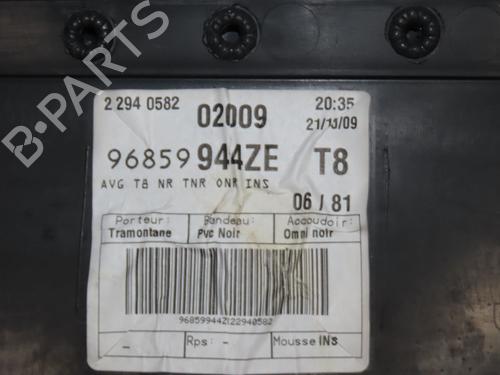 B-PARTS
2 294 0582
02009
20:35
21/11/09
96859 944ZE T8
AVG T8 NR TNR ONR INS
06 / 81
Porteur: Bandeau: Accoudoir:
Tramontane Pvc Noir Omni noir
96859944Z122940582
- Rps: - Mousse INS